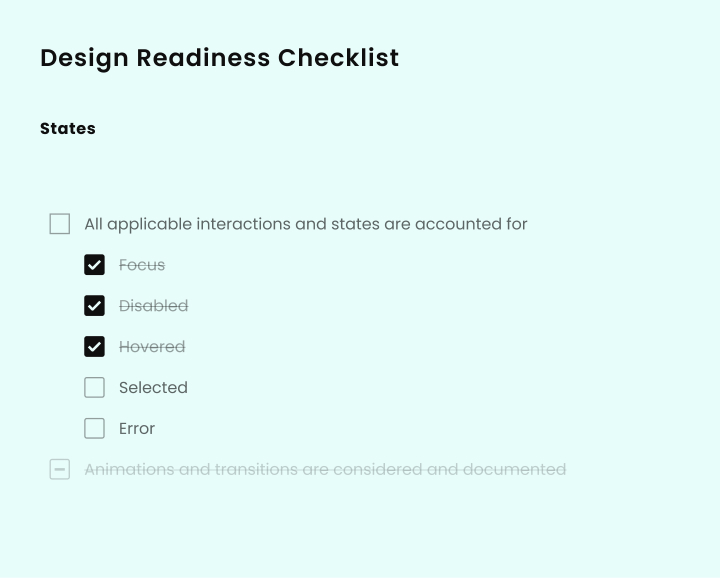 Design Readiness Checklist
States
All applicable interactions and states are accounted for
Focus
Disabled
Hovered
Selected
Error
Animations and transitions are considered and documented